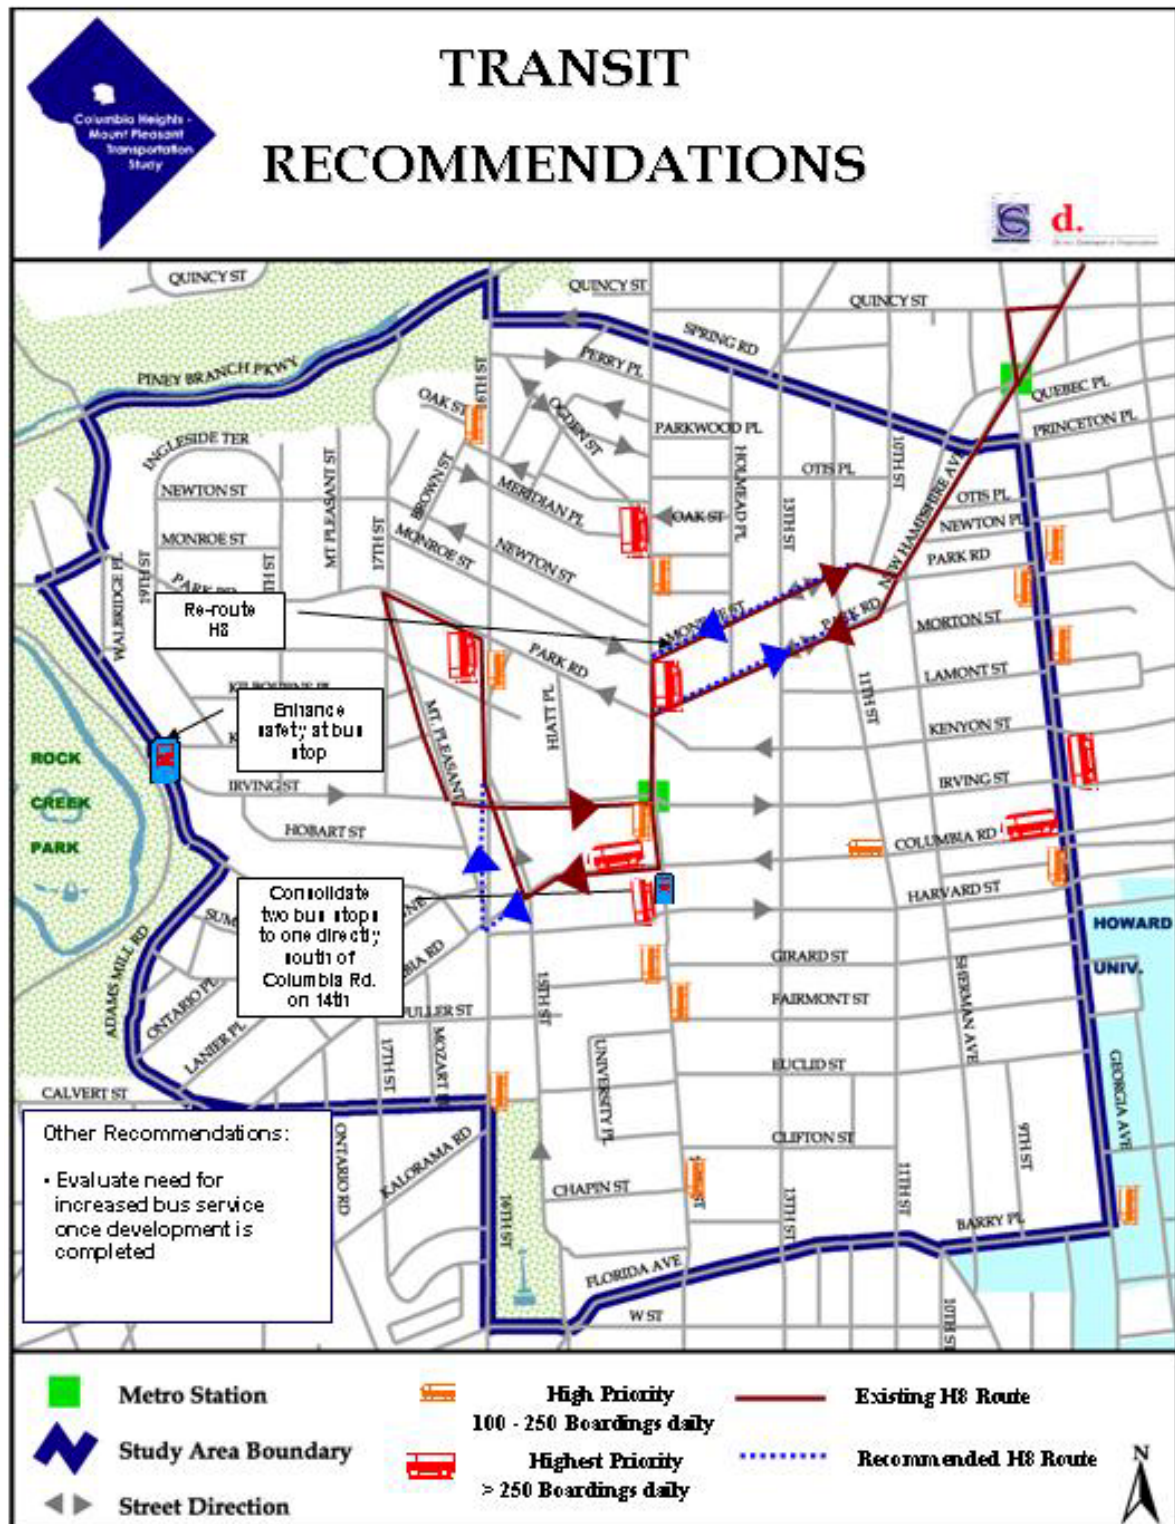 TRANSIT
RECOMMENDATIONS
Columbia Heights -
Mount Pleasant
Transportation
Study
d.
QUINCY ST
QUINCY ST
QUINCY ST
SPRING RD
PINEY BRANCH PKWY
PERRY PL
16TH ST
OAK ST
OGDEN ST
QUEBEC PL
PRINCETON PL
PARKWOOD PL
INGLESIDE TER
MT PLEASANT ST
BROWN ST
HOLMEAD PL
OTIS PL
10TH ST
NEW HAMPSHIRE AVE
OTIS PL
NEWTON ST
MERIDIAN PL
OAK ST
13TH ST
NEWTON PL
MONROE ST
17TH ST
MONROE ST
NEWTON ST
PARK RD
WALBRIDGE PL
19TH ST
18TH ST
PARK RD
Re-route
H8
MONROE ST
PARK RD
MORTON ST
PARK RD
LAMONT ST
KILBOURNE PL
11TH ST
Enhance
safety at bus
stop
MT. PLEASANT
HIATT PL
KENYON ST
ROCK
CREEK
PARK
IRVING ST
IRVING ST
HOBART ST
COLUMBIA RD
HARVARD ST
Consolidate
two bus stops
to one directly
south of
Columbia Rd.
on 14th
ADAMS MILL RD
HOWARD
UNIV.
GIRARD ST
SHERMAN AVE
ONTARIO PL
15TH ST
FAIRMONT ST
LANIER PL
FULLER ST
17TH ST
UNIVERSITY PL
EUCLID ST
GEORGIA AVE
CALVERT ST
Other Recommendations:
• Evaluate need for
increased bus service
once development is
completed
ONTARIO RD
KALORAMA RD
CLIFTON ST
9TH ST
16TH ST
CHAPIN ST
13TH ST
11TH ST
BARRY PL
FLORIDA AVE
W ST
10TH ST
Metro Station
High Priority
100 - 250 Boardings daily
Existing H8 Route
Study Area Boundary
Highest Priority
> 250 Boardings daily
Recommended H8 Route
Street Direction
N